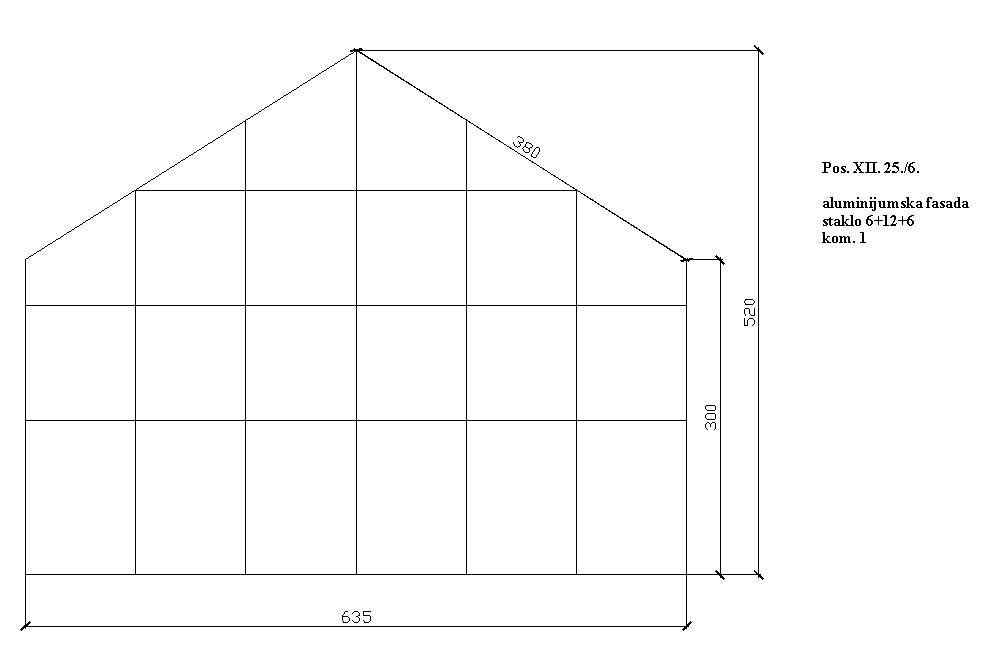 380
Pos. XII. 25./6.
aluminijumska fasada
staklo 6+12+6
kom. 1
520
300
635